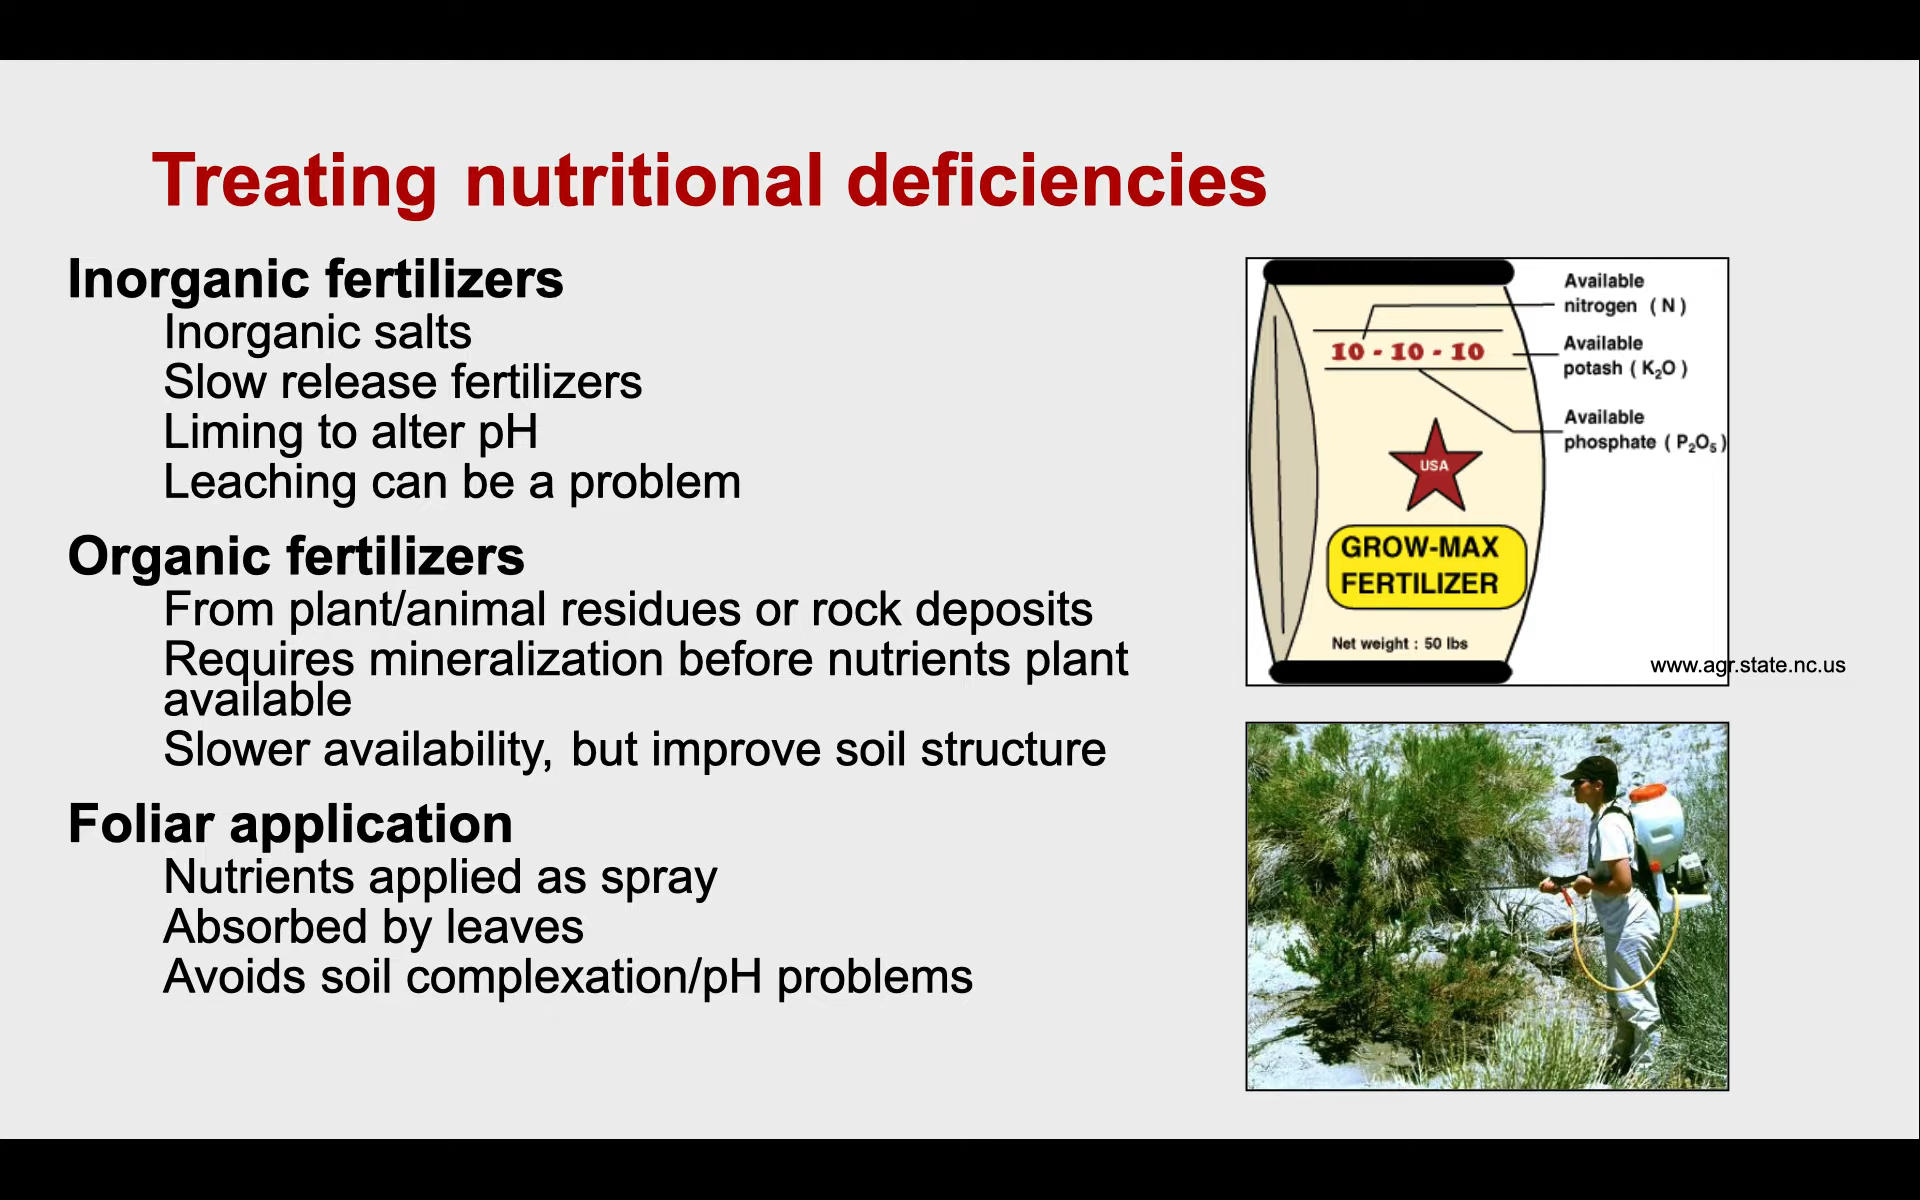 Treating nutritional deficiencies
Inorganic fertilizers
Inorganic salts
Slow release fertilizers
Liming to alter pH
Leaching can be a problem
Organic fertilizers
From plant/animal residues or rock deposits
Requires mineralization before nutrients plant
available
Slower availability, but improve soil structure
Foliar application
Nutrients applied as spray
Absorbed by leaves
Avoids soil complexation/pH problems
Available
nitrogen ( N )
10 - 10 - 10
Available
potash ( K₂O )
Available
phosphate ( P₂O₅ )
USA
GROW-MAX
FERTILIZER
Net weight : 50 lbs
www.agr.state.nc.us